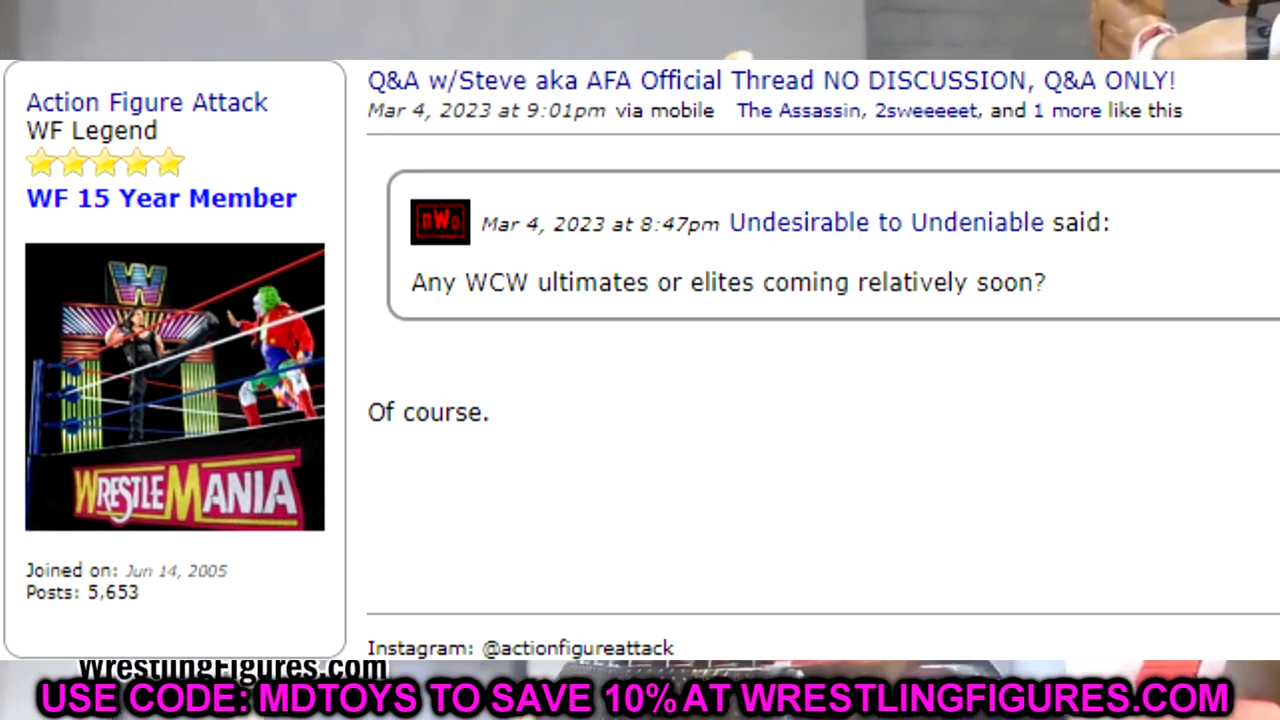 Action Figure Attack
WF Legend
WF 15 Year Member
W
WRESTLEMANIA
Joined on: Jun 14, 2005
Posts: 5,653
Q&A w/Steve aka AFA Official Thread NO DISCUSSION, Q&A ONLY!
Mar 4, 2023 at 9:01pm via mobile The Assassin, 2sweeeeet, and 1 more like this
nWo Mar 4, 2023 at 8:47pm Undesirable to Undeniable said:
Any WCW ultimates or elites coming relatively soon?
Of course.
Instagram: @actionfigureattack
WrestlingFigures.com
USE CODE: MDTOYS TO SAVE 10% AT WRESTLINGFIGURES.COM